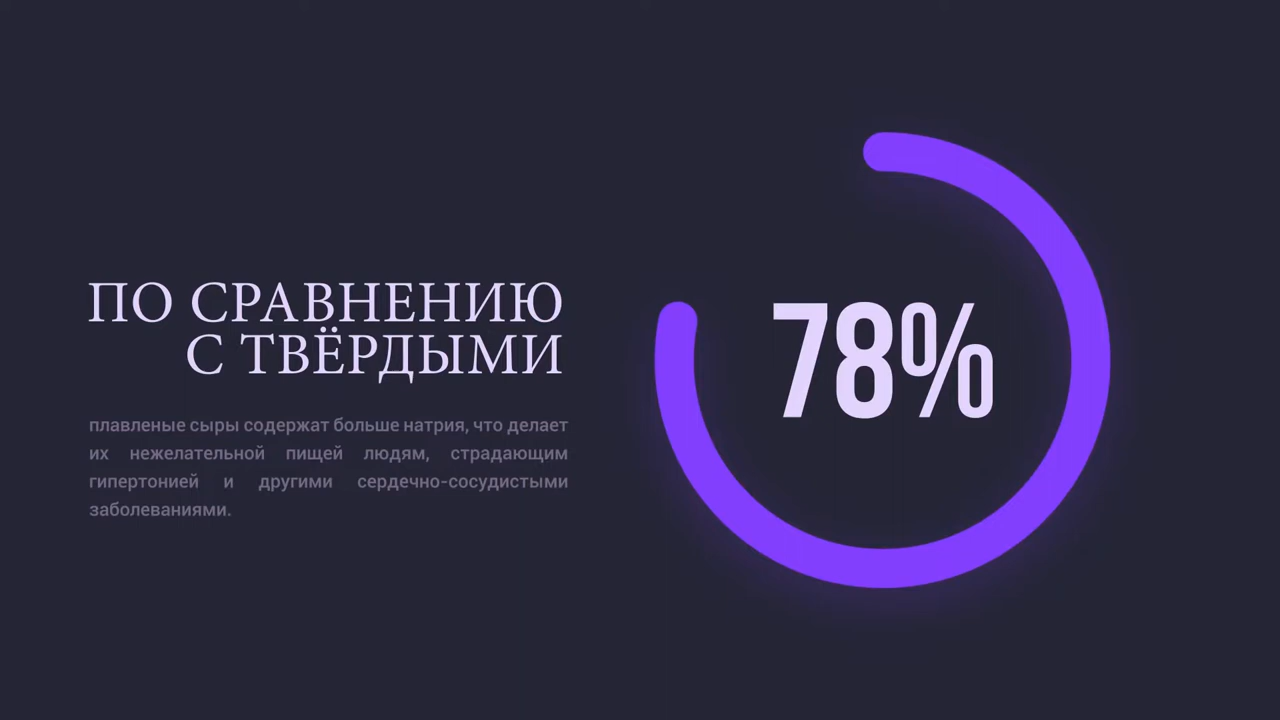 ПО СРАВНЕНИЮ
С ТВЁРДЫМИ
плавленые сыры содержат больше натрия, что делает
их нежелательной пищей людям, страдающим
гипертонией и другими сердечно-сосудистыми
заболеваниями.
78%